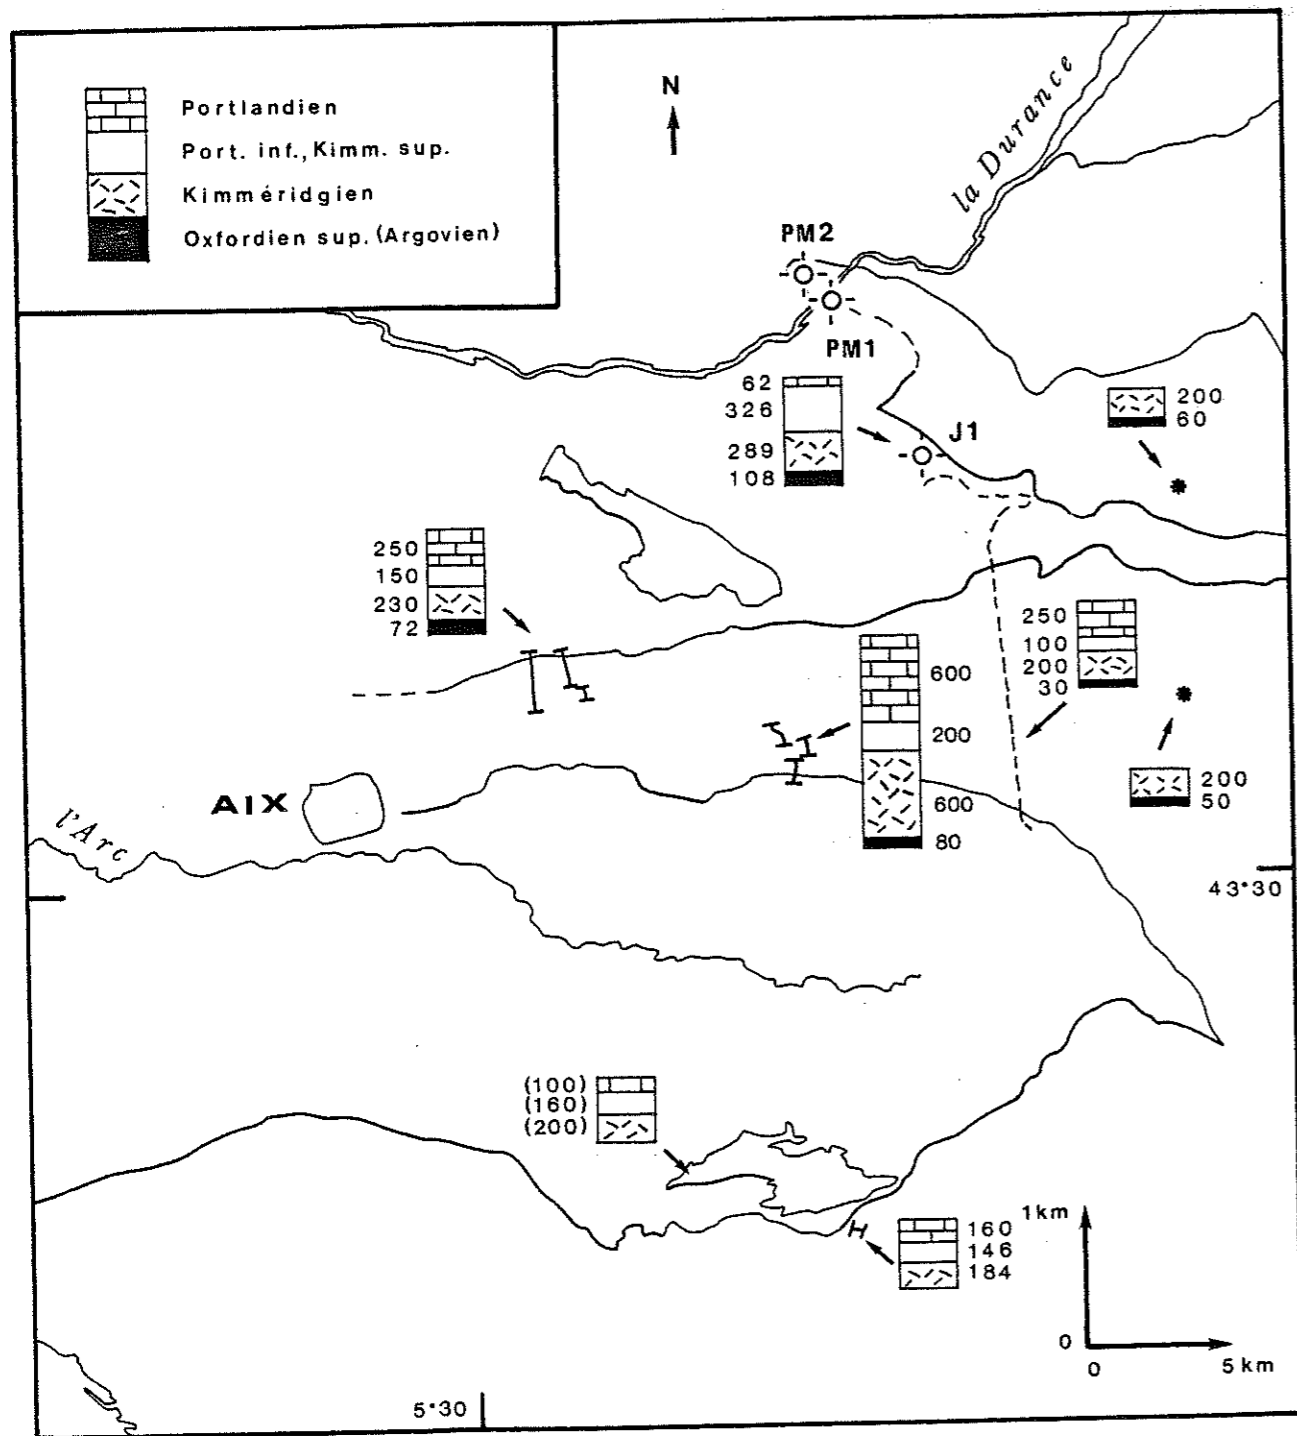 Portlandien
Port. inf., Kimm. sup.
Kimméridgien
Oxfordien sup. (Argovien)
N
la Durance
PM2
PM1
62
326
289
108
J1
200
60
250
150
230
72
250
100
200
30
600
200
600
80
200
50
AIX
l'Arc
43°30
(100)
(160)
(200)
160
146
184
1km
0
0
5 km
5°30